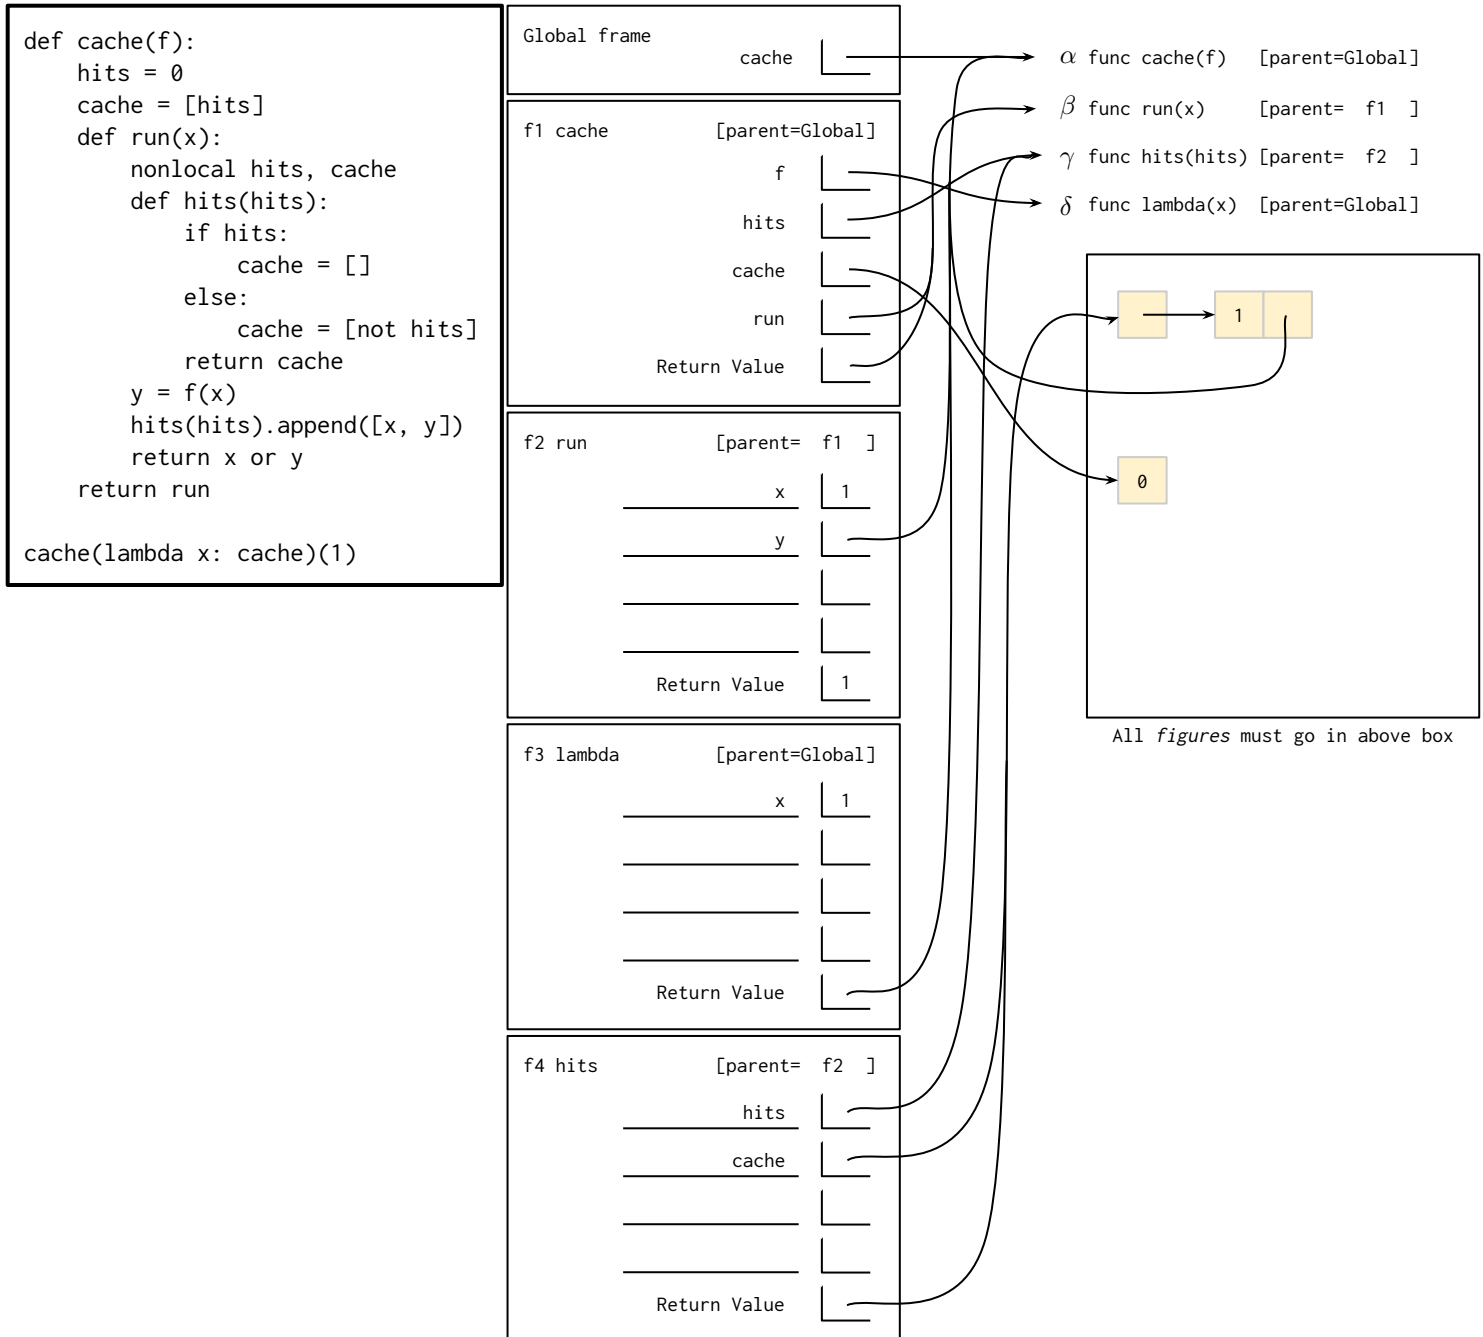 def cache(f):
    hits = 0
    cache = [hits]
    def run(x):
        nonlocal hits, cache
        def hits(hits):
            if hits:
                cache = []
            else:
                cache = [not hits]
            return cache
        y = f(x)
        hits(hits).append([x, y])
        return x or y
    return run
cache(lambda x: cache)(1)
Global frame
cache
f1 cache [parent=Global]
f
hits
cache
run
Return Value
f2 run [parent= f1 ]
x 1
y
Return Value 1
f3 lambda [parent=Global]
x 1
Return Value
f4 hits [parent= f2 ]
hits
cache
Return Value
α func cache(f) [parent=Global]
β func run(x) [parent= f1 ]
γ func hits(hits) [parent= f2 ]
δ func lambda(x) [parent=Global]
1
0
All figures must go in above box